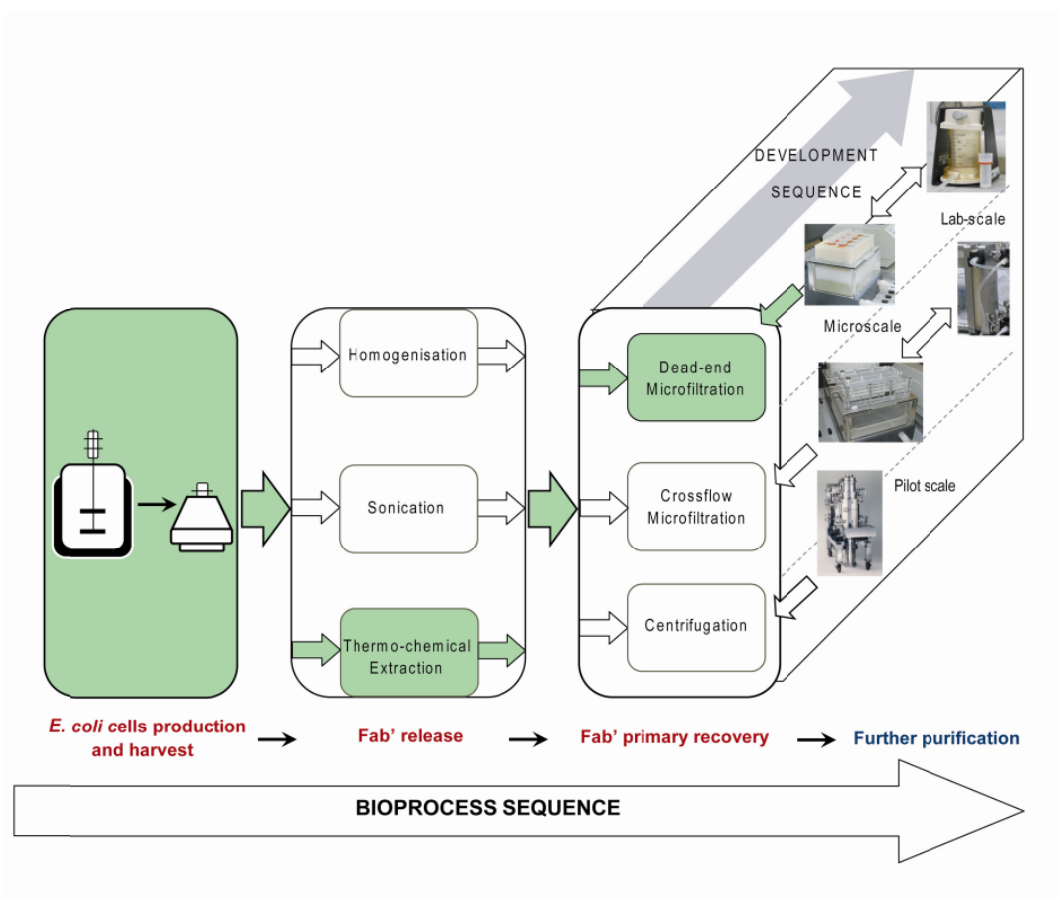 DEVELOPMENT
SEQUENCE
Lab-scale
Microscale
Pilot scale
Homogenisation
Sonication
Thermo-chemical
Extraction
Dead-end
Microfiltration
Crossflow
Microfiltration
Centrifugation
E. coli cells production
and harvest
Fab’ release
Fab’ primary recovery
Further purification
BIOPROCESS SEQUENCE